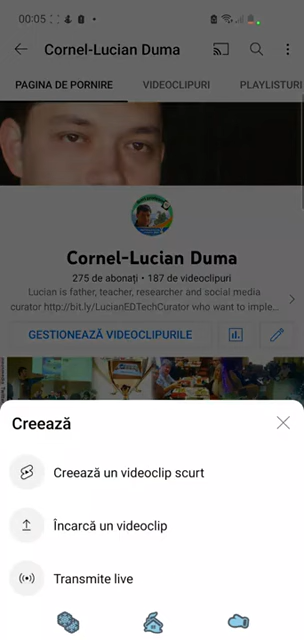 00:05
Cornel-Lucian Duma
PAGINA DE PORNIRE VIDEOCLIPURI PLAYLISTURI
Cornel-Lucian Duma
275 de abonați • 187 de videoclipuri
Lucian is father, teacher, researcher and social media
curator http://bit.ly/LucianEDTechCurator who want to imple...
GESTIONEAZĂ VIDEOCLIPURILE
Creează
Creează un videoclip scurt
Încarcă un videoclip
Transmite live